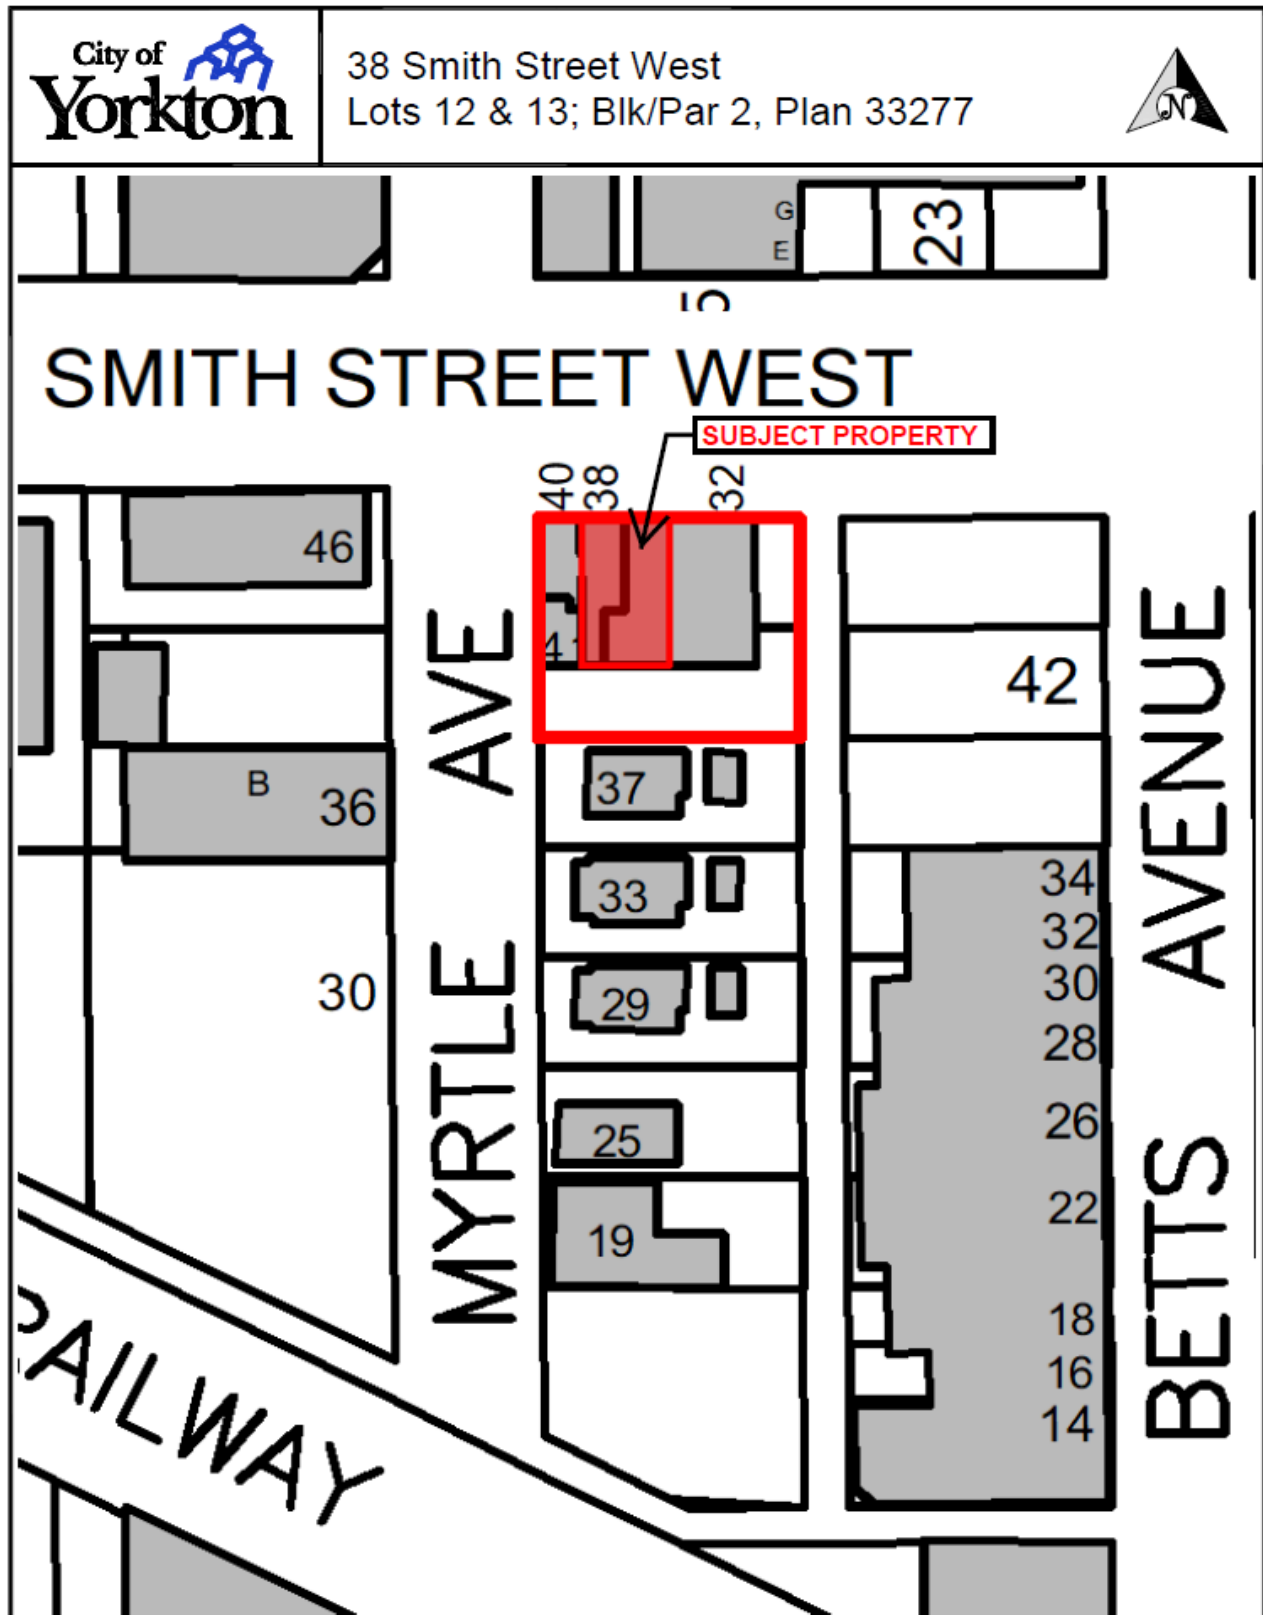 City of
Yorkton
38 Smith Street West
Lots 12 & 13; Blk/Par 2, Plan 33277
N
G
E
23
5
SMITH STREET WEST
SUBJECT PROPERTY
40
38
32
46
41
42
MYRTLE AVE
BETTS AVENUE
B
36
37
33
29
30
25
19
34
32
30
28
26
22
18
16
14
RAILWAY